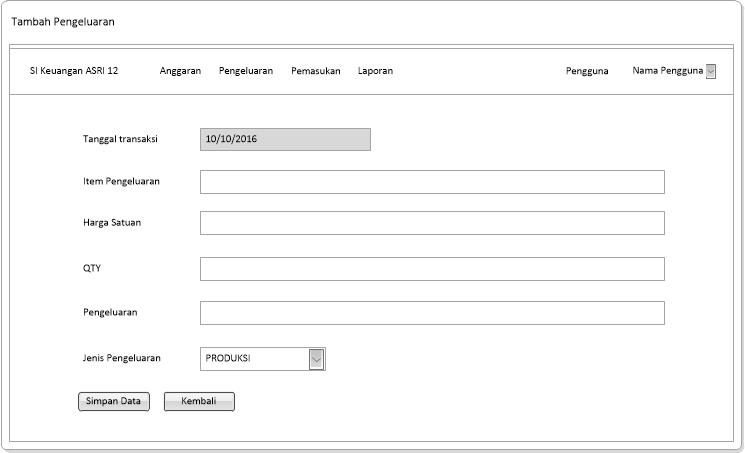 Tambah Pengeluaran
SI Keuangan ASRI 12 Anggaran Pengeluaran Pemasukan Laporan Pengguna Nama Pengguna
Tanggal transaksi 10/10/2016
Item Pengeluaran
Harga Satuan
QTY
Pengeluaran
Jenis Pengeluaran PRODUKSI
Simpan Data Kembali